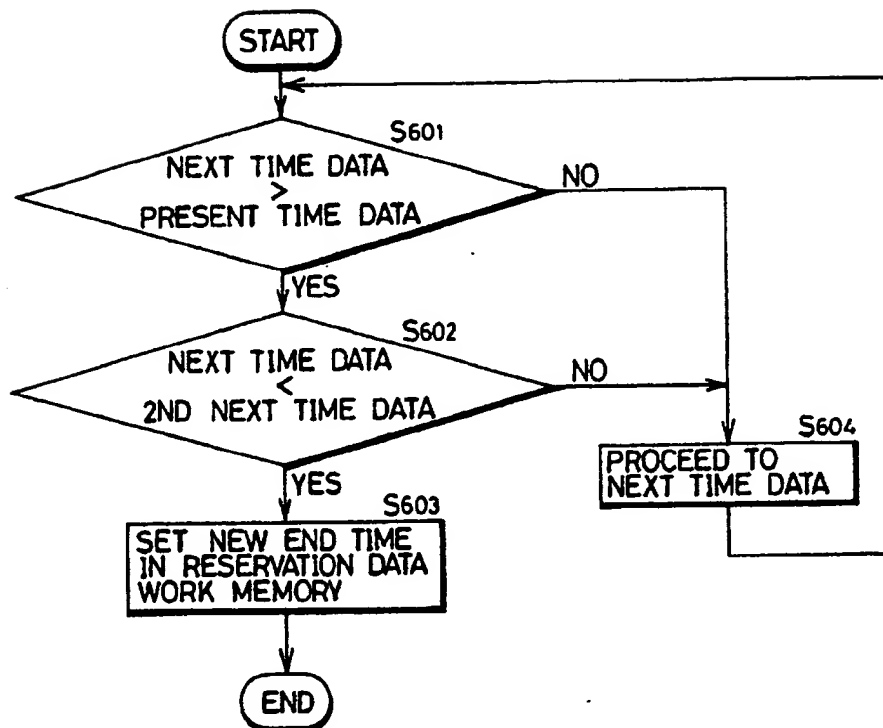 START
S601
NEXT TIME DATA
>
PRESENT TIME DATA
NO
YES
S602
NEXT TIME DATA
<
2ND NEXT TIME DATA
NO
YES
S604
PROCEED TO
NEXT TIME DATA
S603
SET NEW END TIME
IN RESERVATION DATA
WORK MEMORY
END